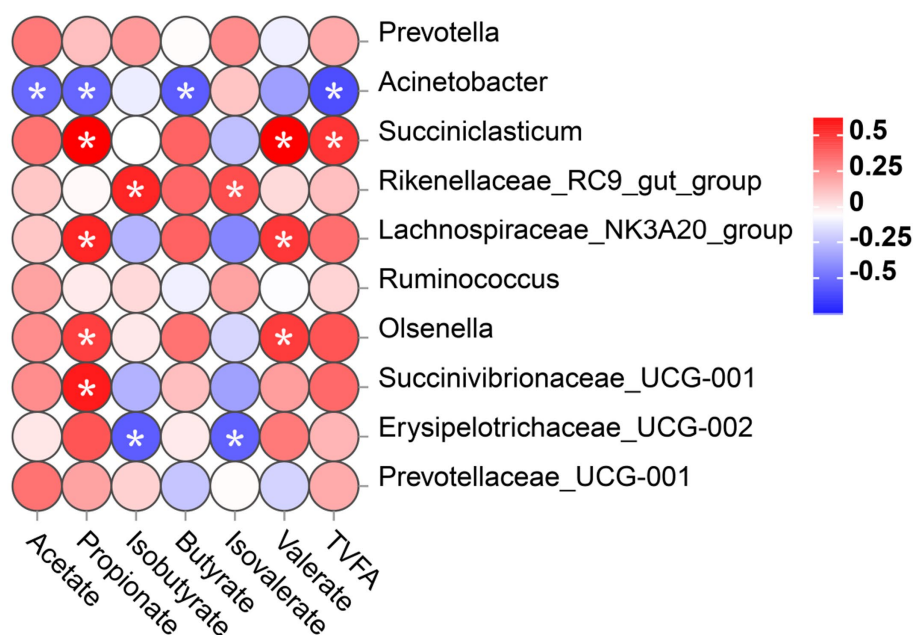 Prevotella
* * * * Acinetobacter
* * * Succiniclasticum
* * Rikenellaceae_RC9_gut_group
* * Lachnospiraceae_NK3A20_group
Ruminococcus
* * Olsenella
* Succinivibrionaceae_UCG-001
* * Erysipelotrichaceae_UCG-002
Prevotellaceae_UCG-001
Acetate
Propionate
Isobutyrate
Butyrate
Isovalerate
Valerate
TVFA
0.5
0.25
0
-0.25
-0.5